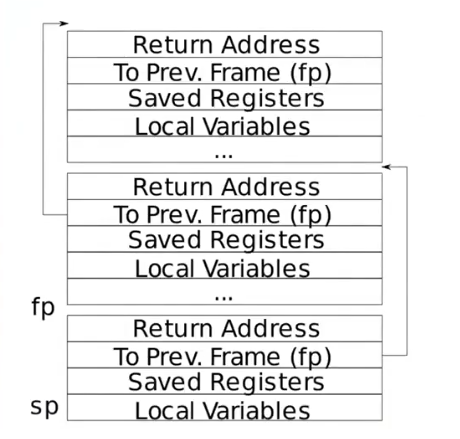 Return Address
To Prev. Frame (fp)
Saved Registers
Local Variables
...
Return Address
To Prev. Frame (fp)
Saved Registers
Local Variables
...
fp
Return Address
To Prev. Frame (fp)
Saved Registers
sp Local Variables